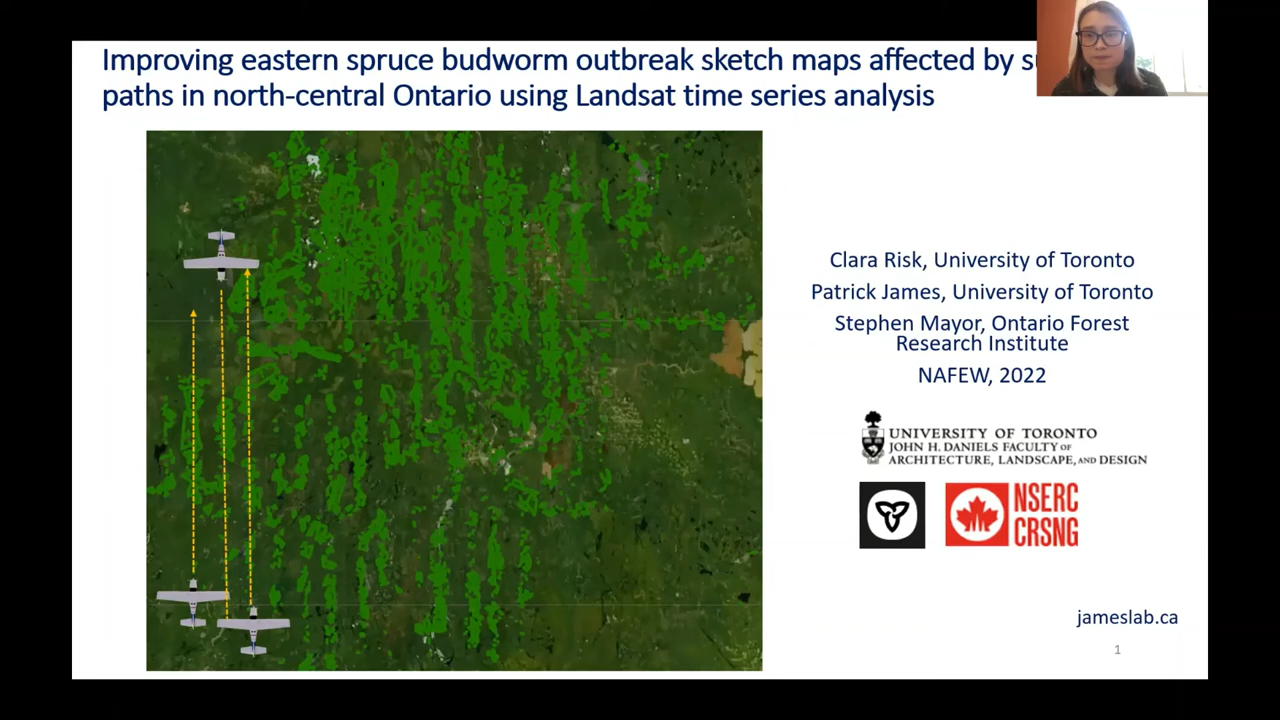 Improving eastern spruce budworm outbreak sketch maps affected by
paths in north-central Ontario using Landsat time series analysis
Clara Risk, University of Toronto
Patrick James, University of Toronto
Stephen Mayor, Ontario Forest
Research Institute
NAFEW, 2022
UNIVERSITY OF TORONTO
JOHN H. DANIELS FACULTY OF
ARCHITECTURE, LANDSCAPE, AND DESIGN
NSERC
CRSNG
jameslab.ca
1